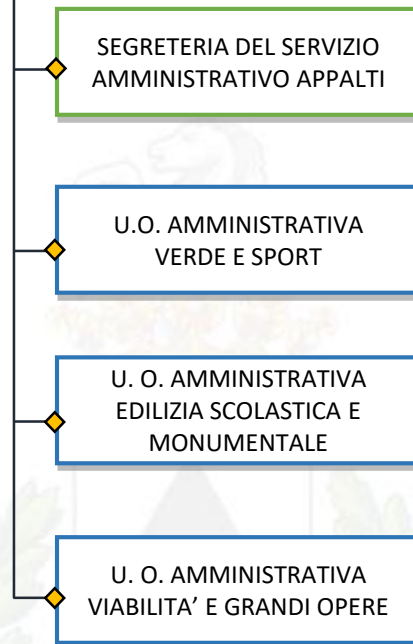 SEGRETERIA DEL SERVIZIO
AMMINISTRATIVO APPALTI
U.O. AMMINISTRATIVA
VERDE E SPORT
U. O. AMMINISTRATIVA
EDILIZIA SCOLASTICA E
MONUMENTALE
U. O. AMMINISTRATIVA
VIABILITA’ E GRANDI OPERE